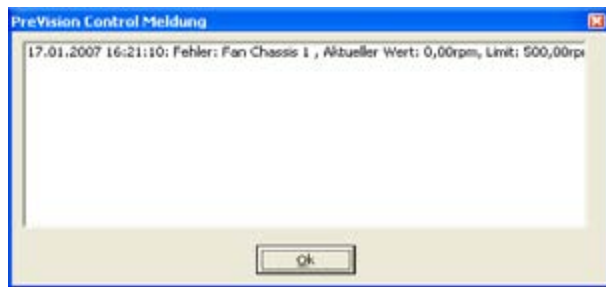 PreVision Control Meldung
17.01.2007 16:21:10: Fehler: Fan Chassis 1 , Aktueller Wert: 0,00rpm, Limit: 500,00rp
Ok